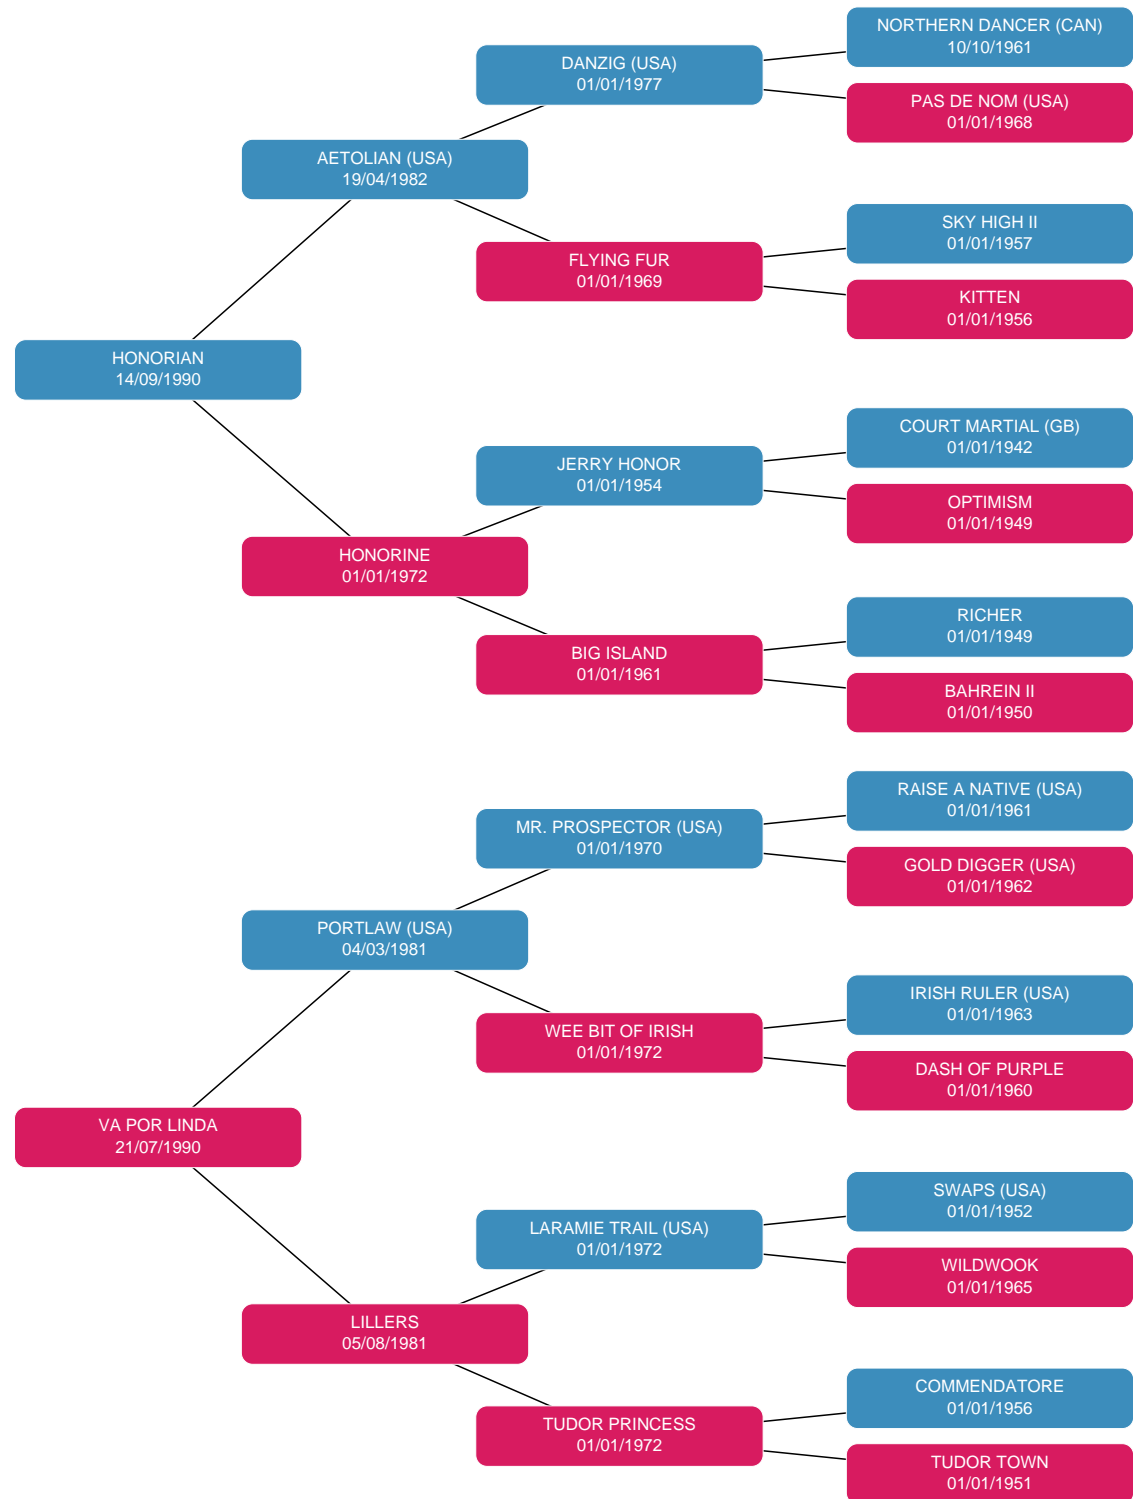 NORTHERN DANCER (CAN)
10/10/1961
DANZIG (USA)
01/01/1977
PAS DE NOM (USA)
01/01/1968
AETOLIAN (USA)
19/04/1982
SKY HIGH II
01/01/1957
FLYING FUR
01/01/1969
KITTEN
01/01/1956
HONORIAN
14/09/1990
COURT MARTIAL (GB)
01/01/1942
JERRY HONOR
01/01/1954
OPTIMISM
01/01/1949
HONORINE
01/01/1972
RICHER
01/01/1949
BIG ISLAND
01/01/1961
BAHREIN II
01/01/1950
RAISE A NATIVE (USA)
01/01/1961
MR. PROSPECTOR (USA)
01/01/1970
GOLD DIGGER (USA)
01/01/1962
PORTLAW (USA)
04/03/1981
IRISH RULER (USA)
01/01/1963
WEE BIT OF IRISH
01/01/1972
DASH OF PURPLE
01/01/1960
VA POR LINDA
21/07/1990
SWAPS (USA)
01/01/1952
LARAMIE TRAIL (USA)
01/01/1972
WILDWOOK
01/01/1965
LILLERS
05/08/1981
COMMENDATORE
01/01/1956
TUDOR PRINCESS
01/01/1972
TUDOR TOWN
01/01/1951